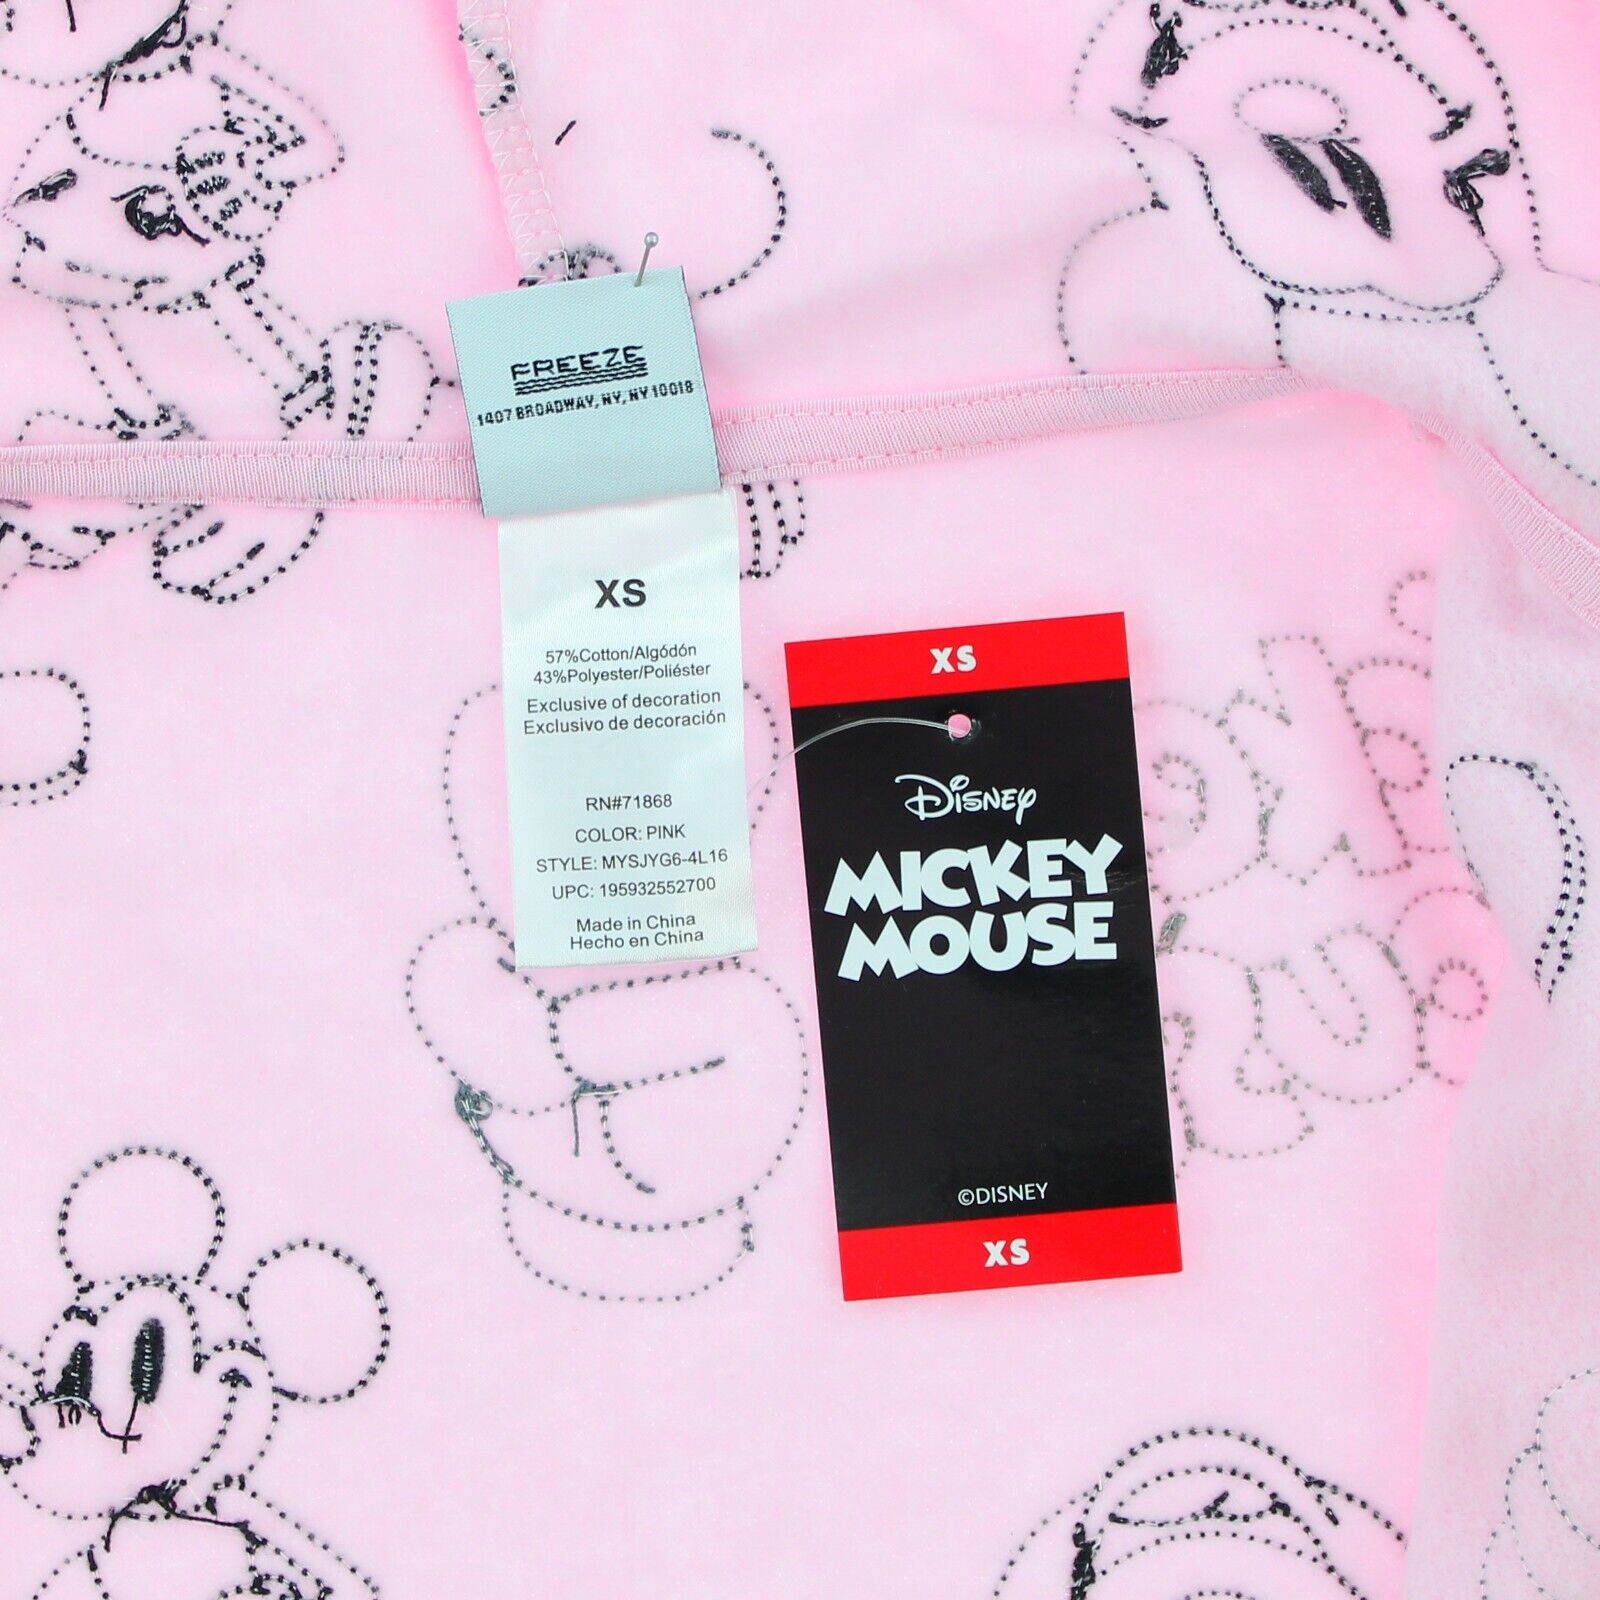 FREEZE
1407 BROADWAY, NY, NY 10018
XS
57%Cotton/Algódón
43%Polyester/Poliéster
Exclusive of decoration
Exclusivo de decoración
RN#71868
COLOR: PINK
STYLE: MYSJYG6-4L16
UPC: 195932552700
Made in China
Hecho en China
XS
Disney
MICKEY
MOUSE
©DISNEY
XS